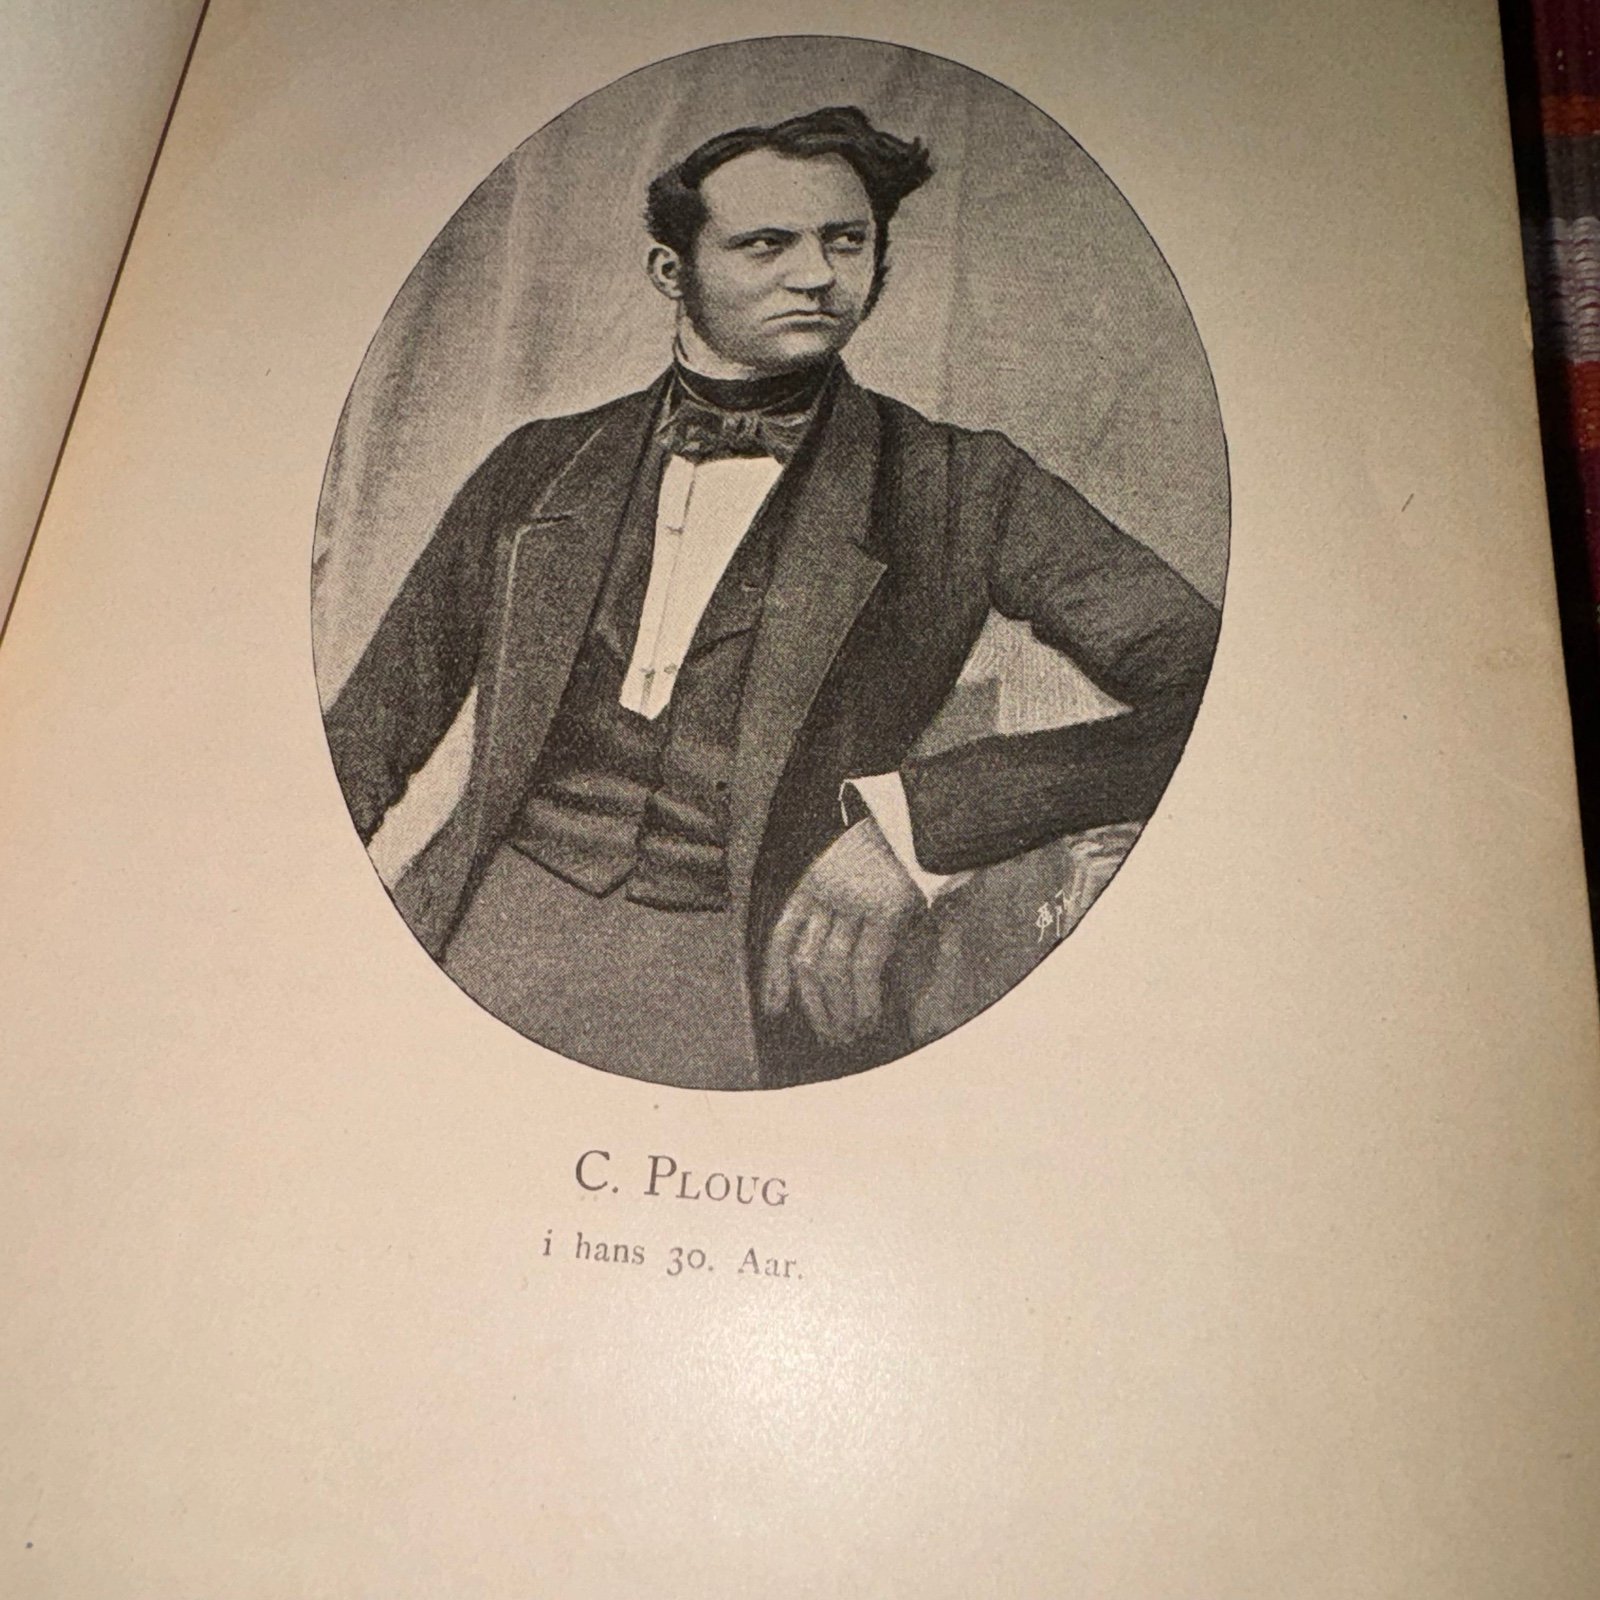 C. PLOUG
i hans 30. Aar.